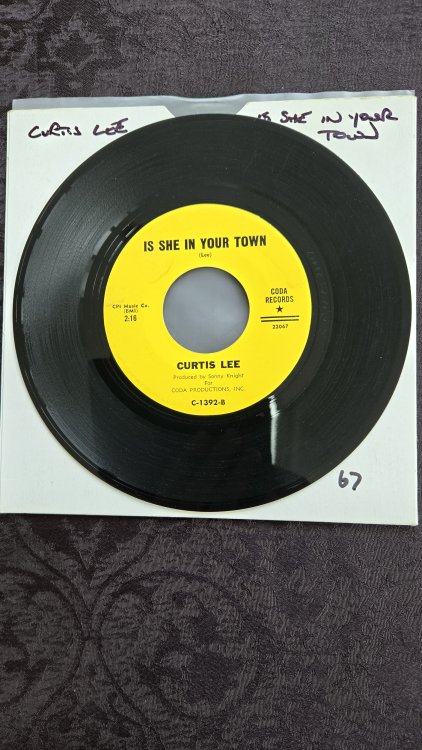 CURTIS LEE
IS SHE IN YOUR
TOWN
IS SHE IN YOUR TOWN
(Lee)
CPI Music Co.
(BMI)
2:16
CODA
RECORDS
★
22067
CURTIS LEE
Produced by Sonny Knight
For
CODA PRODUCTIONS, INC.
C-1392-B
67